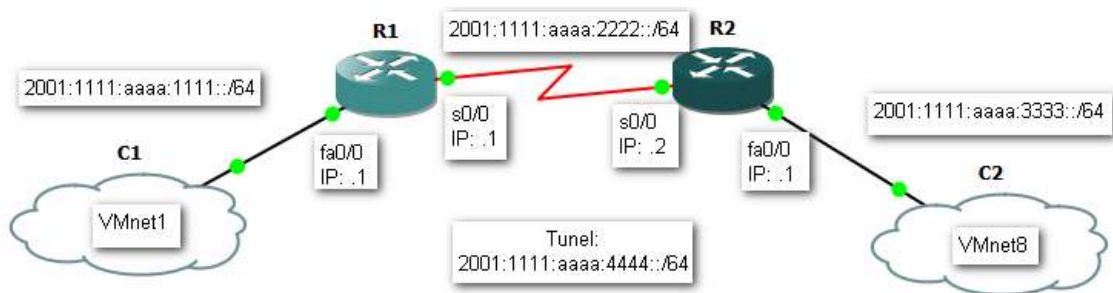 R1
2001:1111:aaaa:2222::/64
R2
2001:1111:aaaa:1111::/64
s0/0
IP: .1
s0/0
IP: .2
2001:1111:aaaa:3333::/64
C1
fa0/0
IP: .1
fa0/0
IP: .1
C2
VMnet1
Tunel:
2001:1111:aaaa:4444::/64
VMnet8